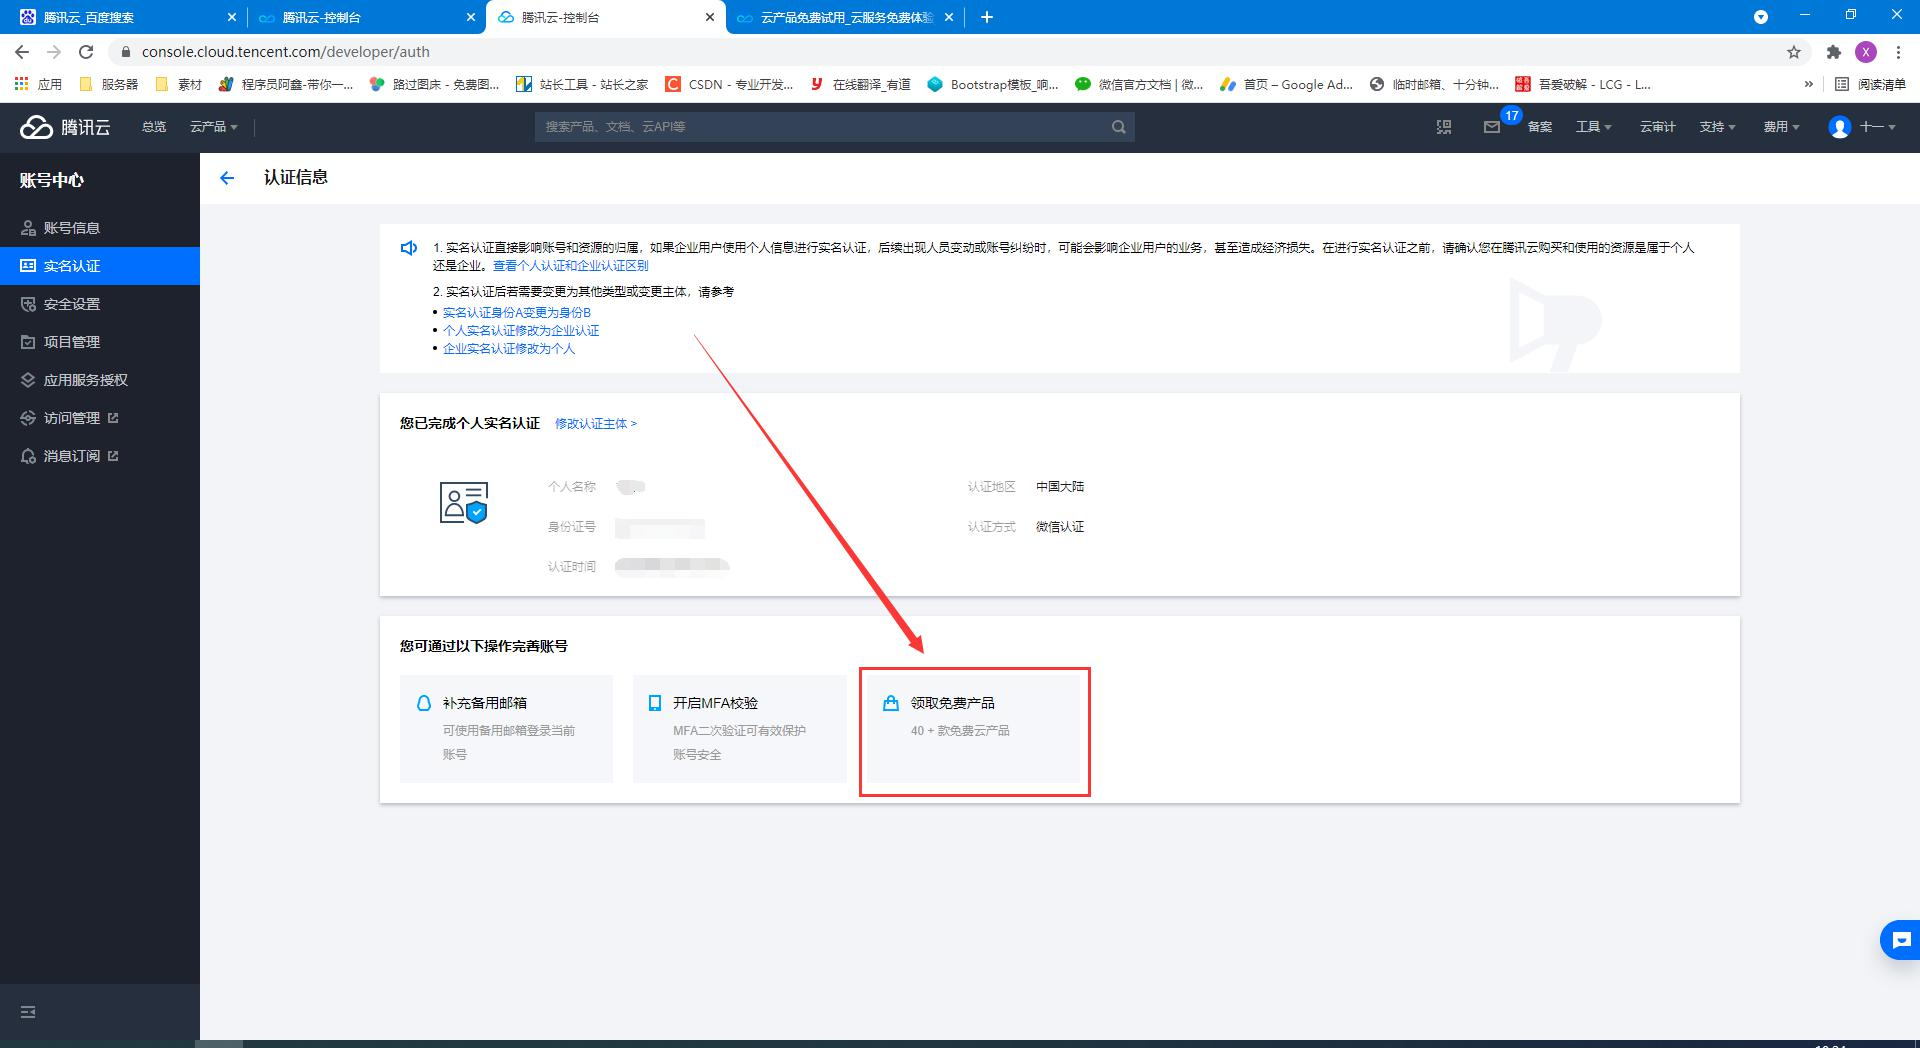 腾讯云_百度搜索
腾讯云-控制台
腾讯云-控制台
云产品免费试用_云服务免费体验
console.cloud.tencent.com/developer/auth
X
应用
服务器
素材
程序员阿鑫-带你一...
路过图床 - 免费图...
站长工具 - 站长之家
CSDN - 专业开发...
在线翻译_有道
Bootstrap模板_响...
微信官方文档 | 微...
首页 – Google Ad...
临时邮箱、十分钟...
吾爱破解 - LCG - L...
»
阅读清单
腾讯云
总览
云产品
搜索产品、文档、云API等
17
备案
工具
云审计
支持
费用
十一
账号中心
账号信息
实名认证
安全设置
项目管理
应用服务授权
访问管理
消息订阅
认证信息
1. 实名认证直接影响账号和资源的归属，如果企业用户使用个人信息进行实名认证，后续出现人员变动或账号纠纷时，可能会影响企业用户的业务，甚至造成经济损失。在进行实名认证之前，请确认您在腾讯云购买和使用的资源是属于个人
还是企业。查看个人认证和企业认证区别
2. 实名认证后若需要变更为其他类型或变更主体，请参考
• 实名认证身份A变更为身份B
• 个人实名认证修改为企业认证
• 企业实名认证修改为个人
您已完成个人实名认证 修改认证主体 >
个人名称
认证地区 中国大陆
身份证号
认证方式 微信认证
认证时间
您可通过以下操作完善账号
补充备用邮箱
可使用备用邮箱登录当前
账号
开启MFA校验
MFA二次验证可有效保护
账号安全
领取免费产品
40 + 款免费云产品